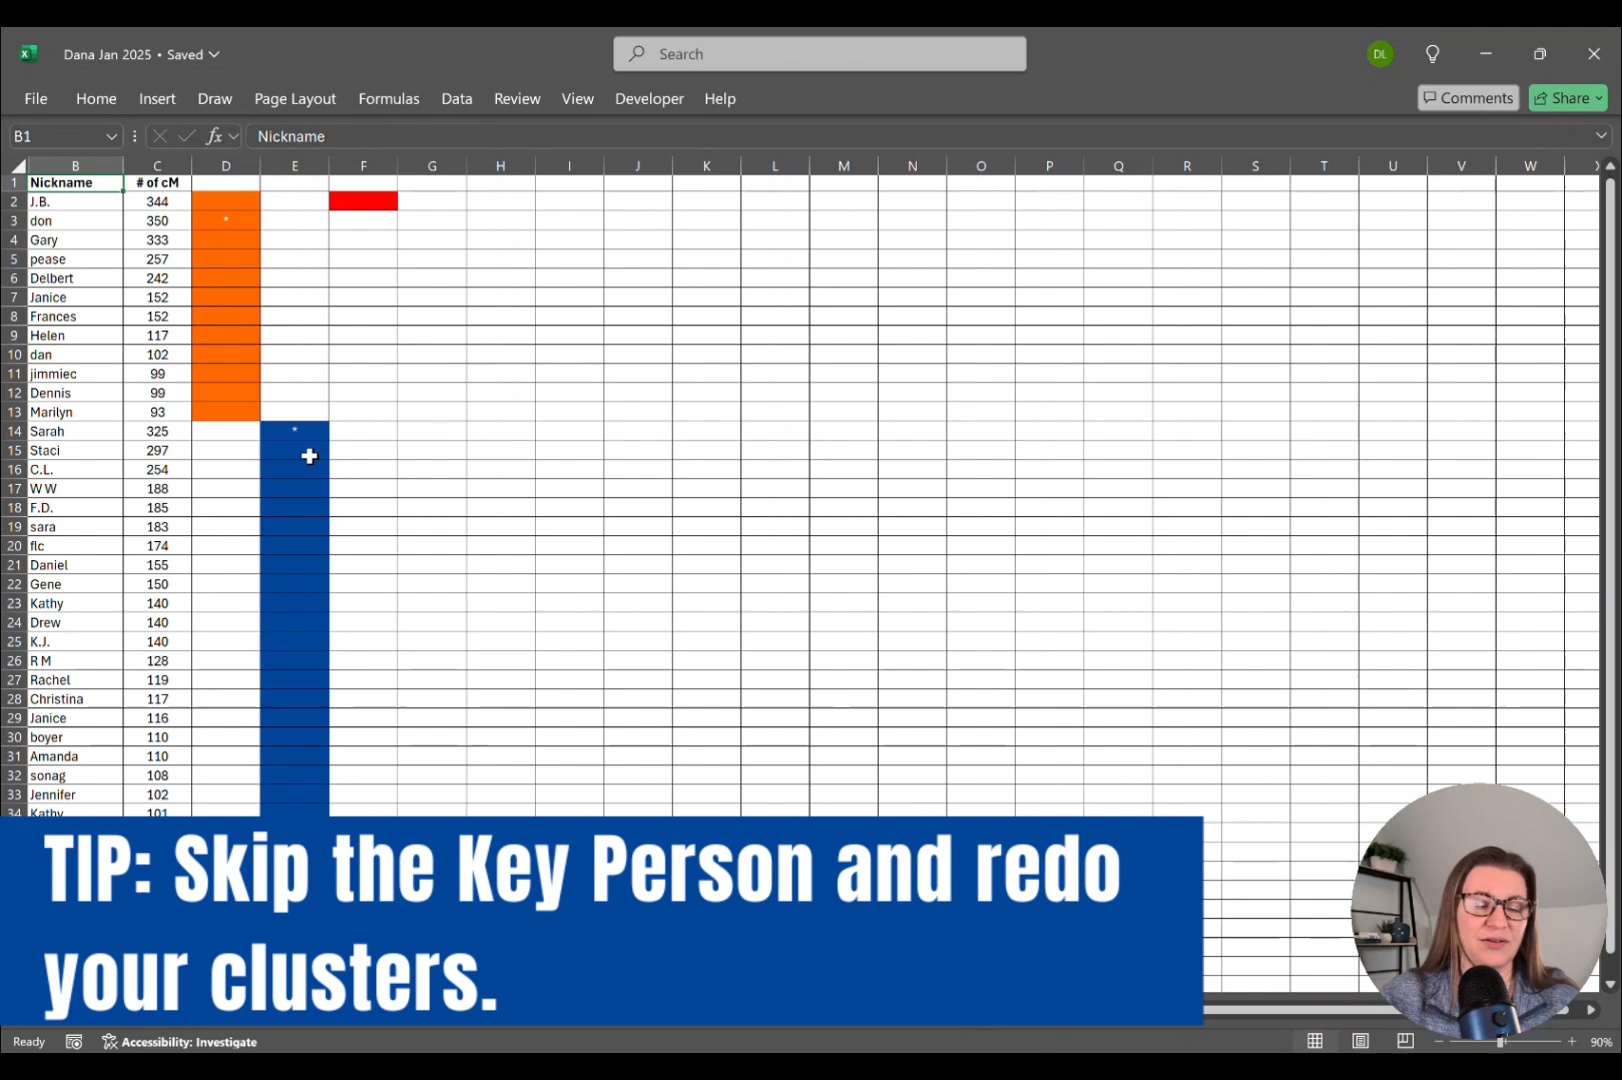 Dana Jan 2025 • Saved
Search
DL
File Home Insert Draw Page Layout Formulas Data Review View Developer Help
Comments Share
B1 fx Nickname
B C D E F G H I J K L M N O P Q R S T U V W
1 Nickname # of cM
2 J.B. 344
3 don 350 *
4 Gary 333
5 pease 257
6 Delbert 242
7 Janice 152
8 Frances 152
9 Helen 117
10 dan 102
11 jimmiec 99
12 Dennis 99
13 Marilyn 93
14 Sarah 325 *
15 Staci 297
16 C.L. 254
17 W W 188
18 F.D. 185
19 sara 183
20 flc 174
21 Daniel 155
22 Gene 150
23 Kathy 140
24 Drew 140
25 K.J. 140
26 R M 128
27 Rachel 119
28 Christina 117
29 Janice 116
30 boyer 110
31 Amanda 110
32 sonag 108
33 Jennifer 102
34 Kathy 101
TIP: Skip the Key Person and redo
your clusters.
Ready Accessibility: Investigate 90%